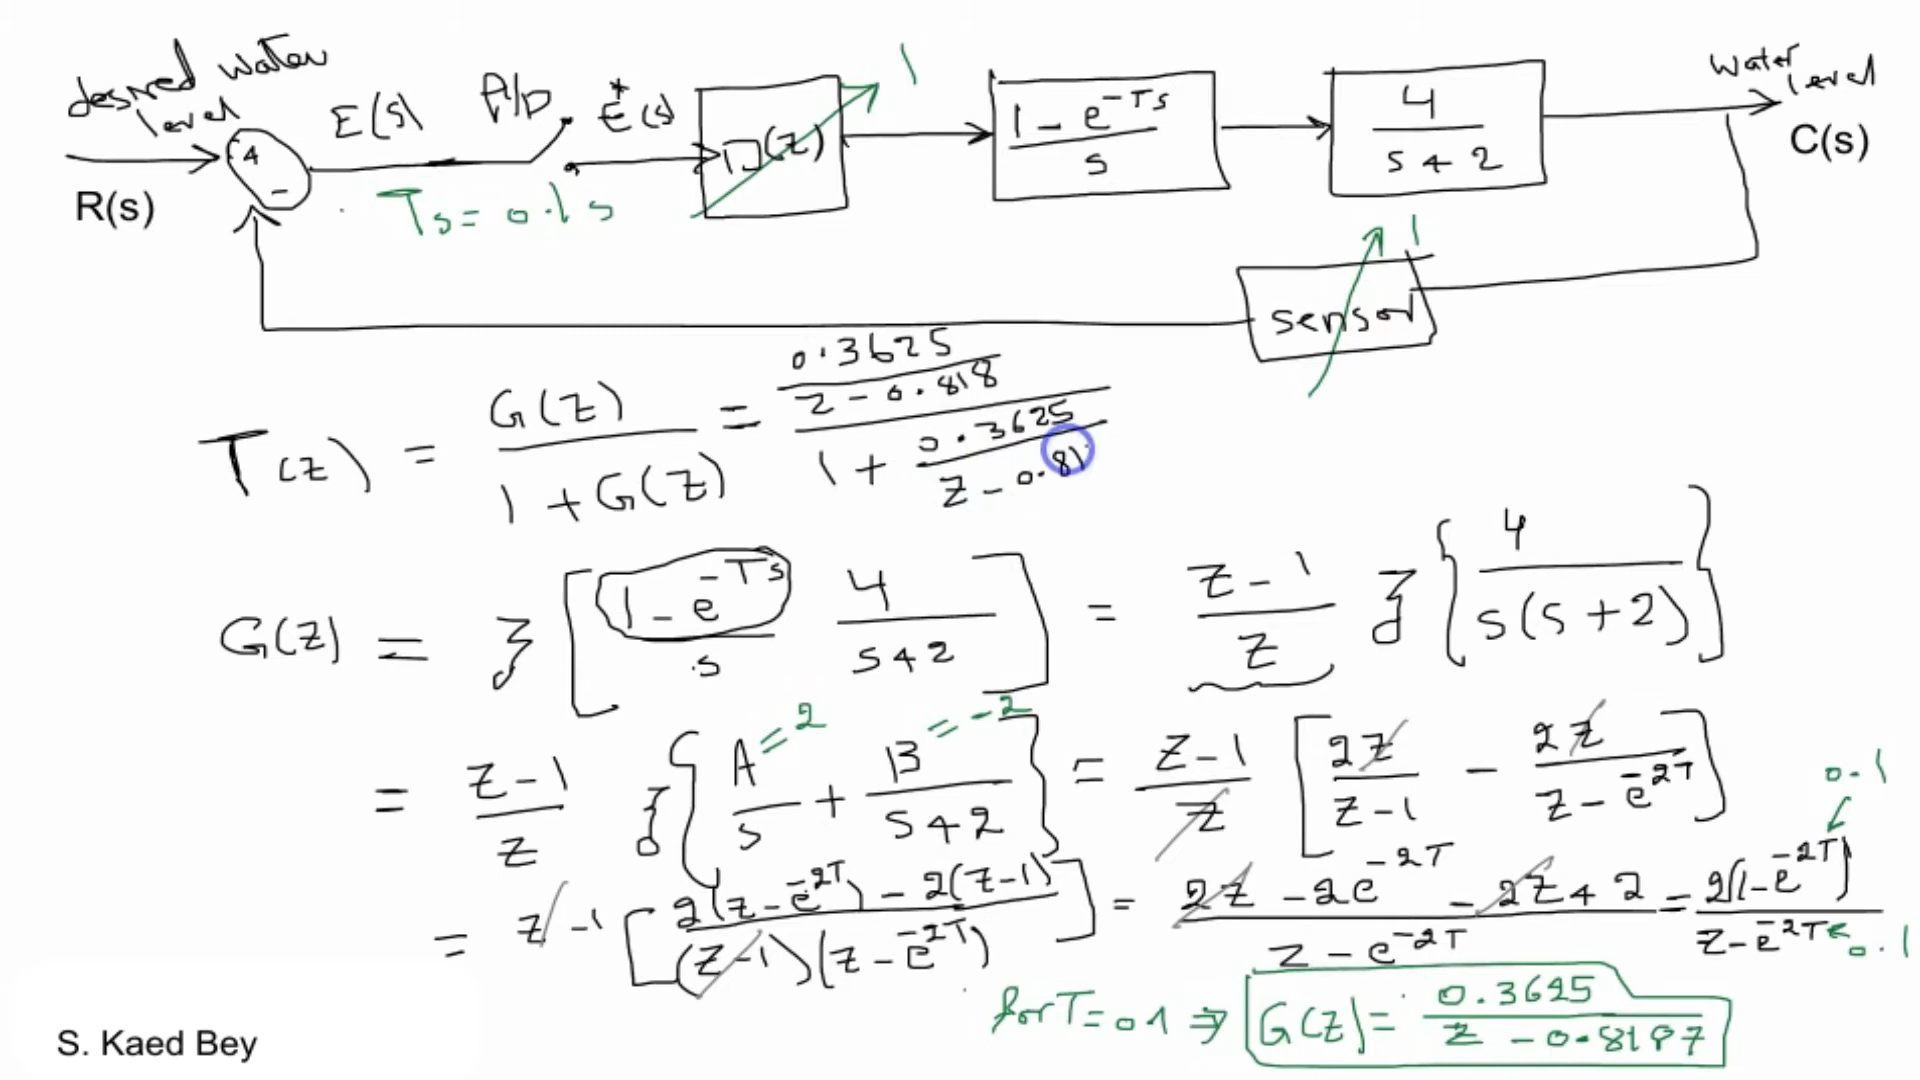 desired water level
R(s)
+
-
E(s)
A/D
E*(s)
Ts = 0.1 s
D(z)
1
1 - e^-Ts / s
4 / s + 2
water level
C(s)
sensor
1
T(z) = G(z) / 1 + G(z) = 0.3625 / z - 0.818 / 1 + 0.3625 / z - 0.81
G(z) = ʒ [ 1 - e^-Ts / s 4 / s + 2 ] = z - 1 / z ʒ { 4 / s(s + 2) }
= z - 1 / z ʒ { A = 2 / s + B = -2 / s + 2 } = z - 1 / z [ 2z / z - 1 - 2z / z - e^-2T ]
= z - 1 [ 2(z - e^-2T) - 2(z - 1) / (z - 1)(z - e^-2T) ] = 2z - 2e^-2T - 2z + 2 / z - e^-2T = 2(1 - e^-2T) / z - e^-2T
0.1
0.1
for T = 0.1 ⇒ G(z) = 0.3625 / z - 0.8187
S. Kaed Bey